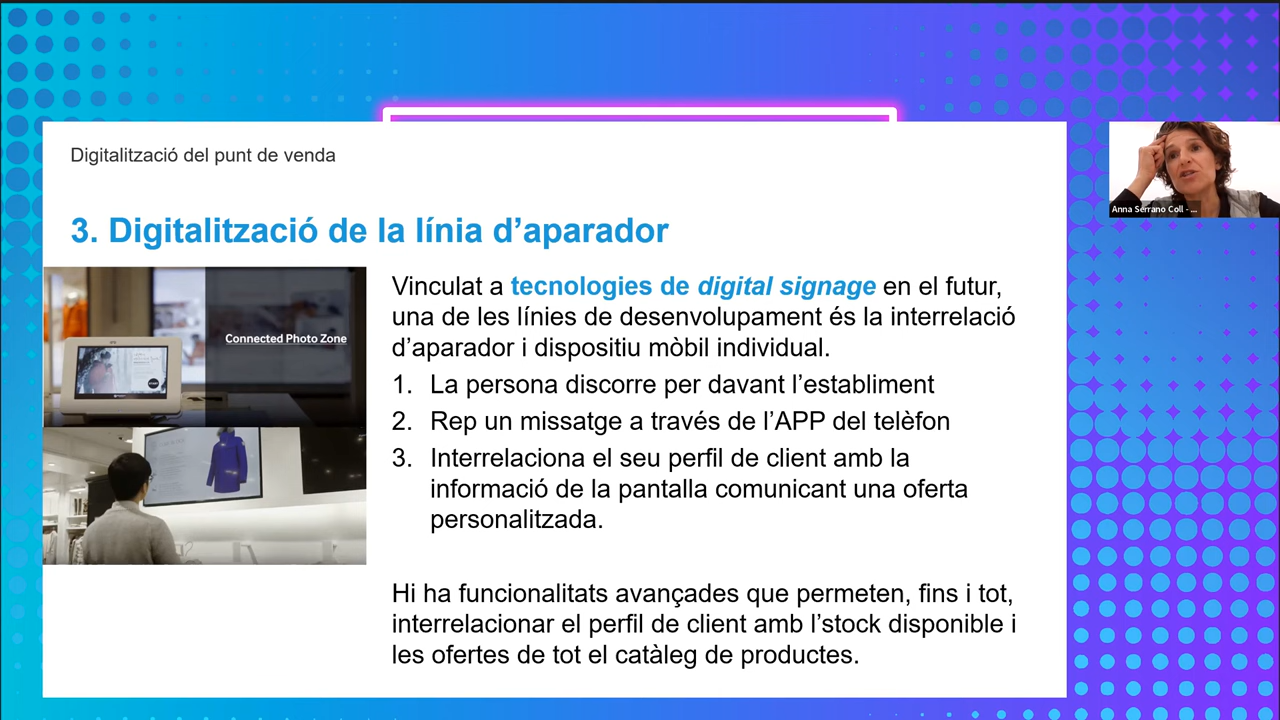 Digitalització del punt de venda
3. Digitalització de la línia d’aparador
Connected Photo Zone
Vinculat a tecnologies de digital signage en el futur,
una de les línies de desenvolupament és la interrelació
d’aparador i dispositiu mòbil individual.
1. La persona discorre per davant l’establiment
2. Rep un missatge a través de l’APP del telèfon
3. Interrelaciona el seu perfil de client amb la
informació de la pantalla comunicant una oferta
personalitzada.
Hi ha funcionalitats avançades que permeten, fins i tot,
interrelacionar el perfil de client amb l’stock disponible i
les ofertes de tot el catàleg de productes.
Anna Serrano Coll - ...